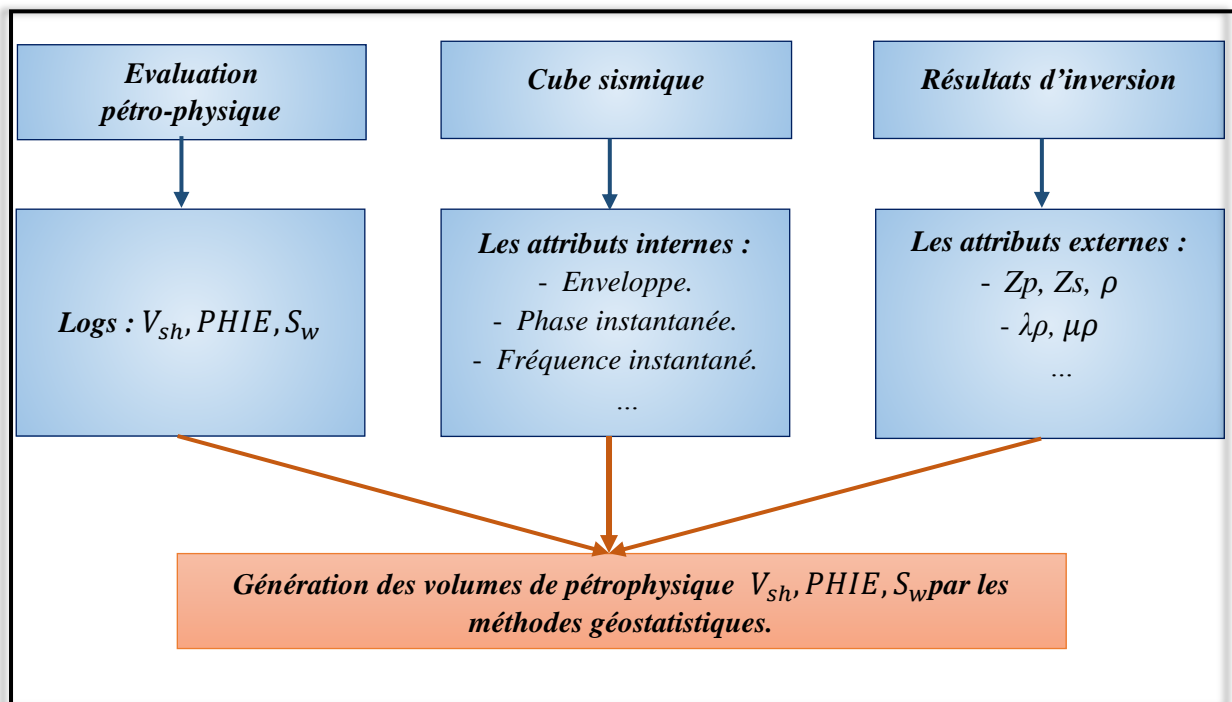 Evaluation
pétro-physique
Cube sismique
Résultats d'inversion
Logs : V_sh, PHIE, S_w
Les attributs internes :
- Enveloppe.
- Phase instantanée.
- Fréquence instantané.
...
Les attributs externes :
- Zp, Zs, ρ
- λρ, μρ
...
Génération des volumes de pétrophysique V_sh, PHIE, S_w par les
méthodes géostatistiques.